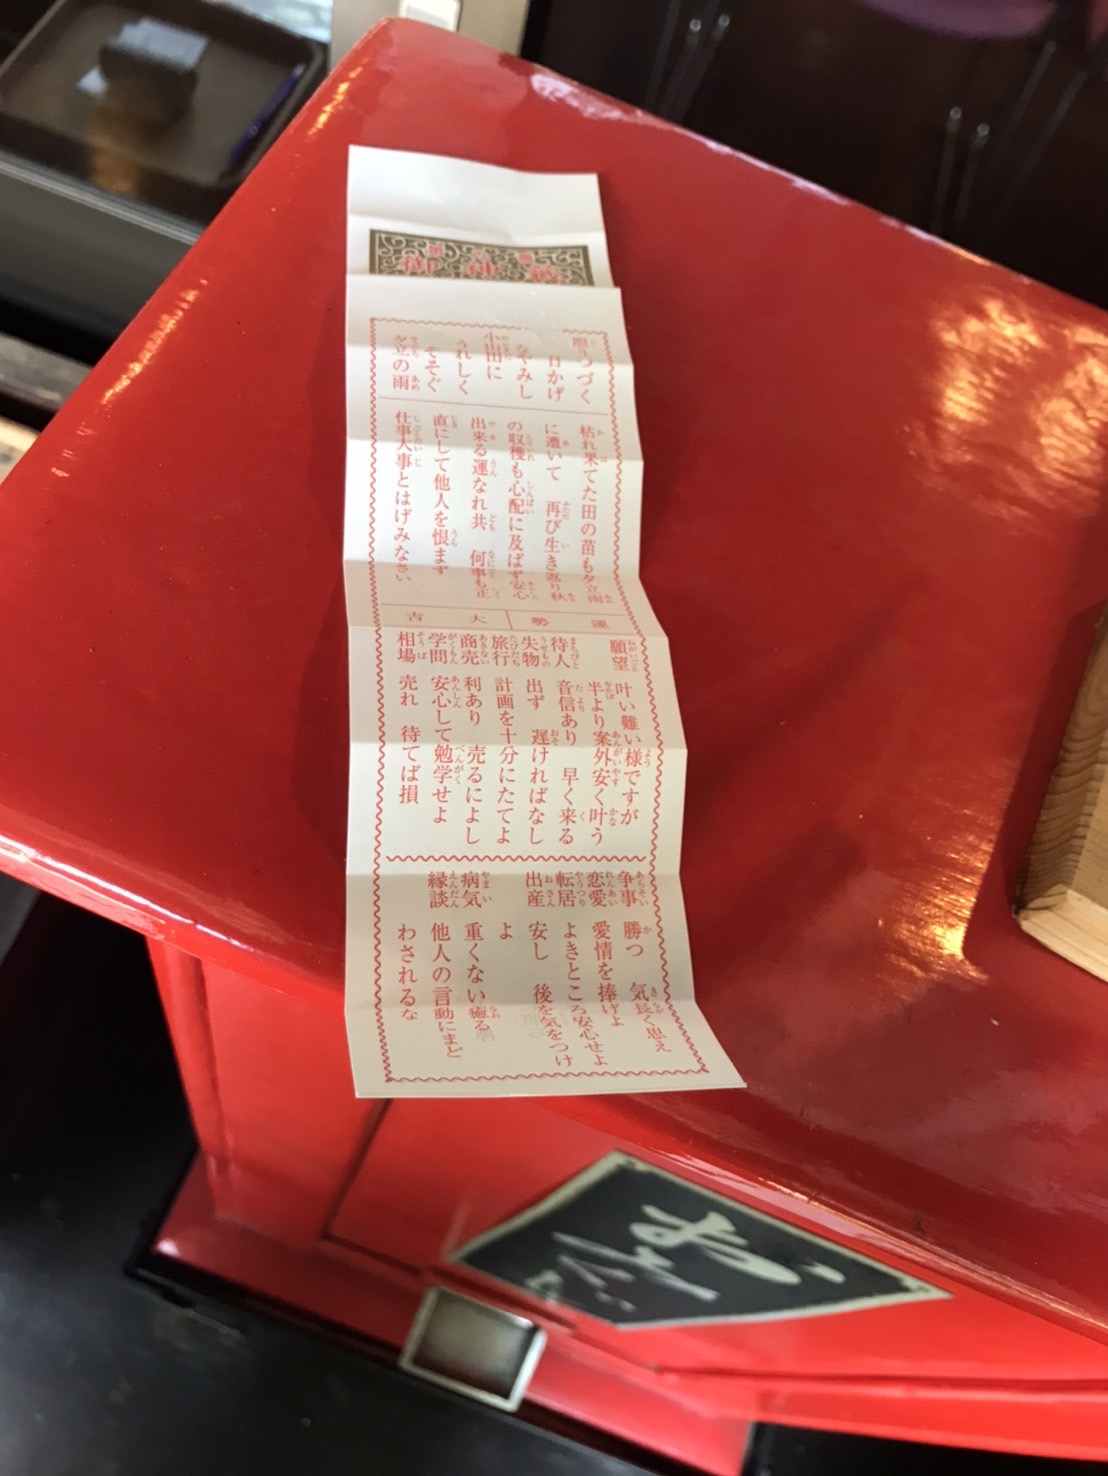 御神籤
照りつづく
日かげ
なやみし
小山田に
うれしく
そそぐ
夕立の雨
枯れ果てた田の苗も夕立雨
に遭いて 再び生き返り秋
の収穫も心配に及ばず安心
出来る運なれ共 何事も正
直にして他人を恨まず
仕事大事とはげみなさい
運勢 大吉
願望 叶い難い様ですが
半より案外安く叶う
待人 音信あり 早く来る
失物 出ず 遅ければなし
旅行 計画を十分にたてよ
商売 利あり 売るによし
学問 安心して勉学せよ
相場 売れ 待てば損
争事 勝つ 気長く思え
恋愛 愛情を捧げよ
転居 よきところ安心せよ
出産 安し 後を気をつけ
よ
病気 重くない癒る
縁談 他人の言動にまど
わされるな